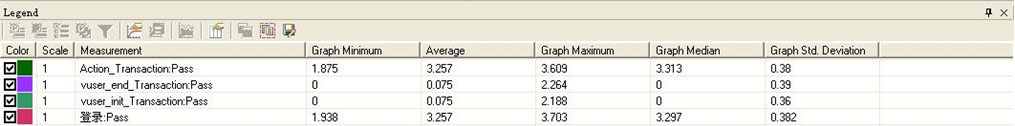 Legend
Color Scale Measurement Graph Minimum Average Graph Maximum Graph Median Graph Std. Deviation
1 Action_Transaction:Pass 1.875 3.257 3.609 3.313 0.38
1 vuser_end_Transaction:Pass 0 0.075 2.264 0 0.39
1 vuser_init_Transaction:Pass 0 0.075 2.188 0 0.36
1 登录:Pass 1.938 3.257 3.703 3.297 0.382